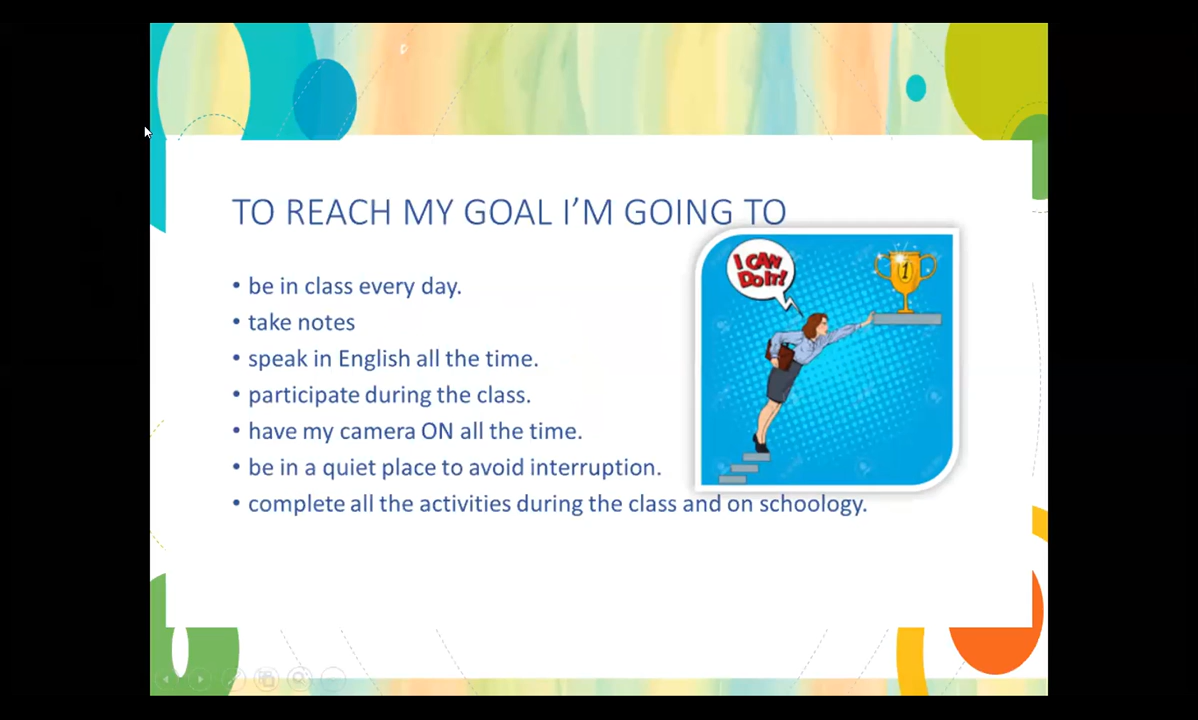 TO REACH MY GOAL I'M GOING TO
• be in class every day.
• take notes
• speak in English all the time.
• participate during the class.
• have my camera ON all the time.
• be in a quiet place to avoid interruption.
• complete all the activities during the class and on schoology.
I CAN
Do IT!
1